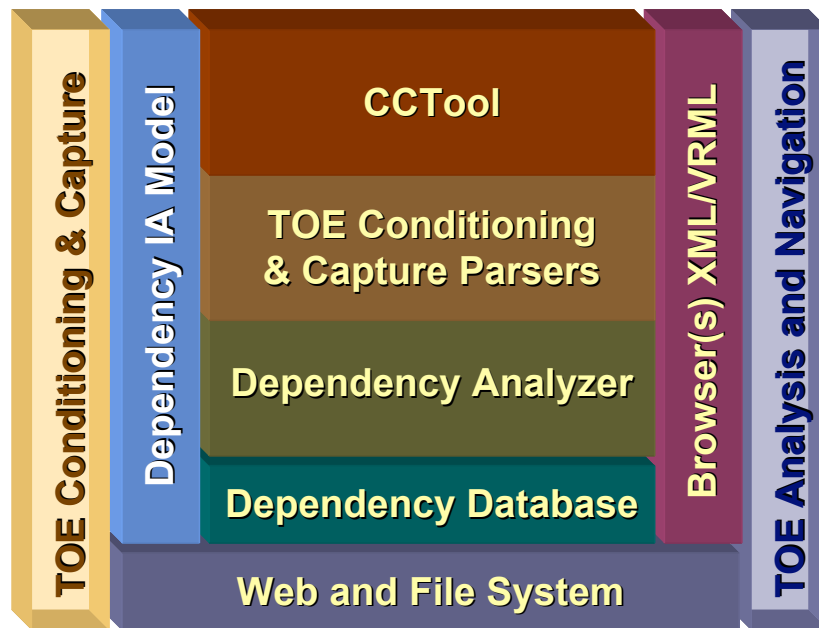 TOE Conditioning & Capture
Dependency IA Model
CCTool
TOE Conditioning
& Capture Parsers
Dependency Analyzer
Dependency Database
Web and File System
Browser(s) XML/VRML
TOE Analysis and Navigation